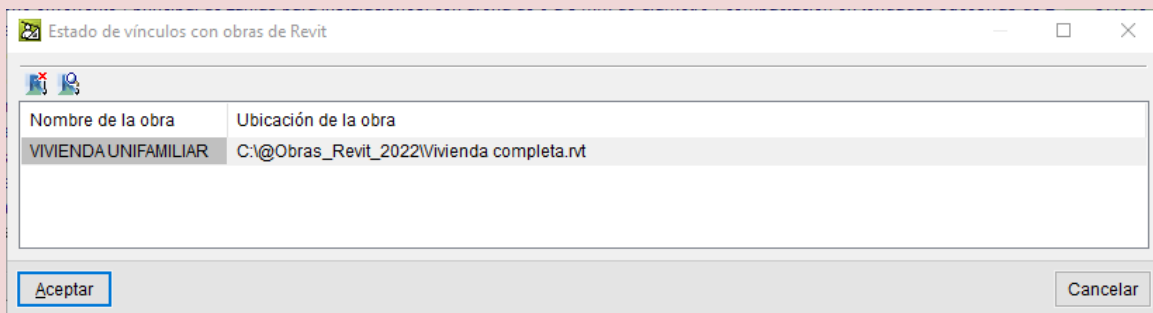 Estado de vínculos con obras de Revit
Nombre de la obra Ubicación de la obra
VIVIENDA UNIFAMILIAR C:\@Obras_Revit_2022\Vivienda completa.rvt
Aceptar Cancelar